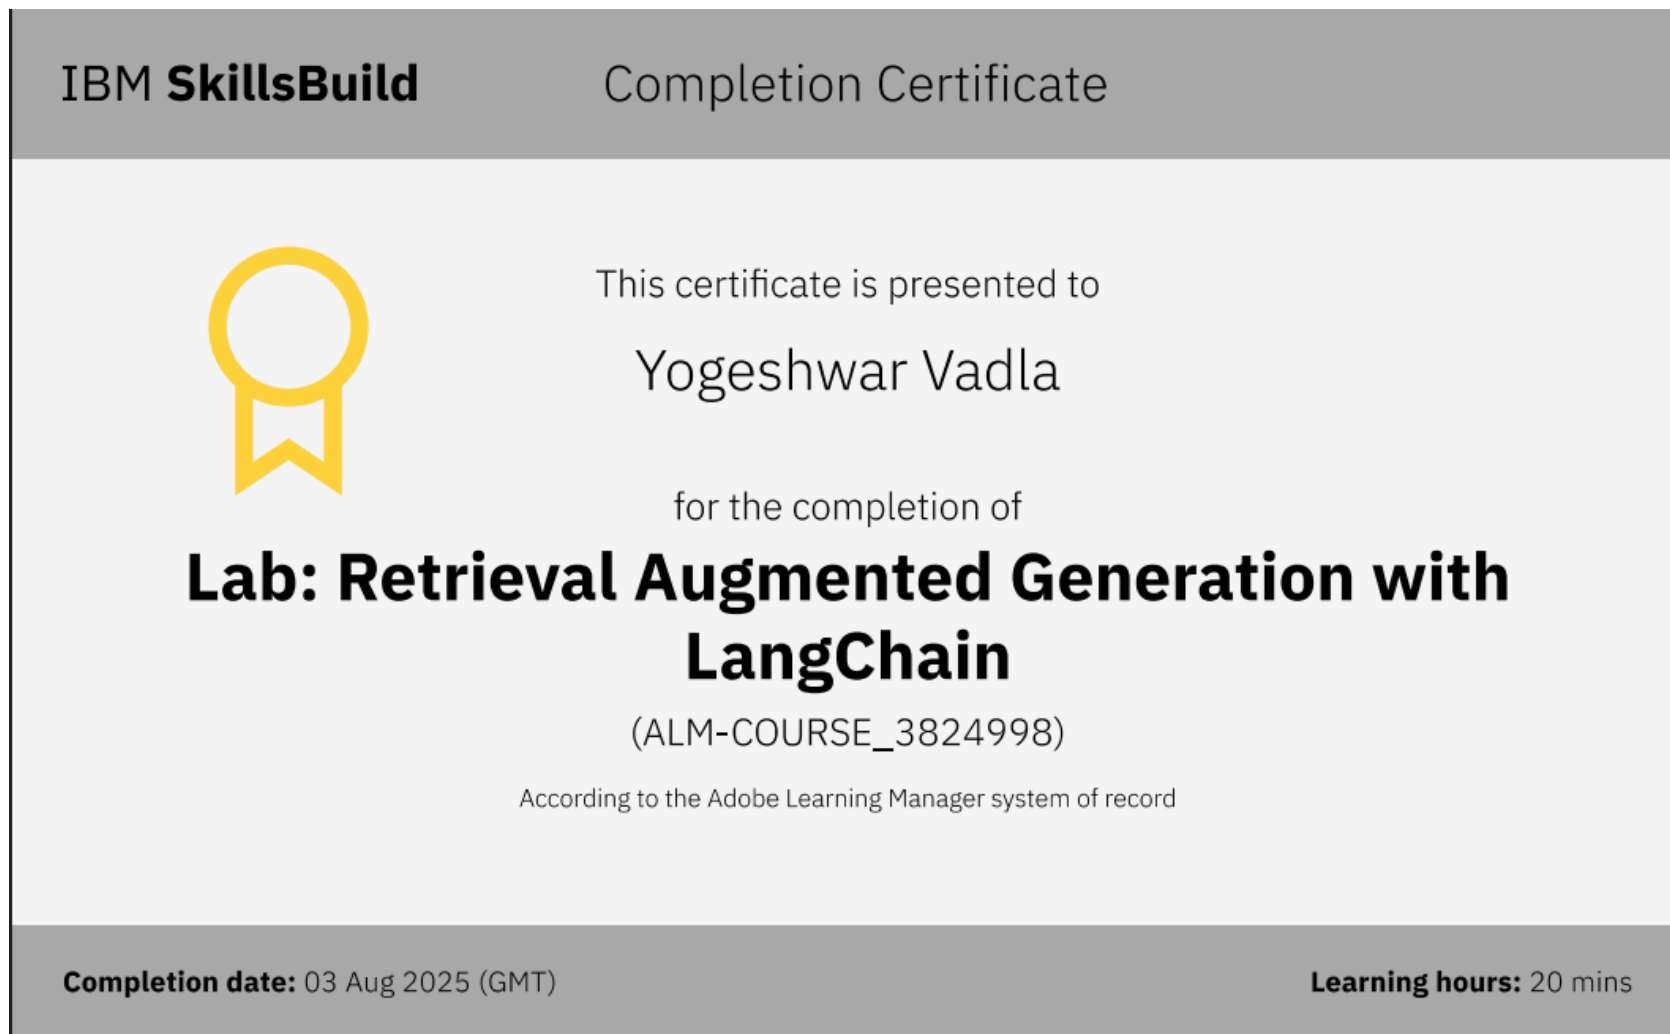 IBM SkillsBuild
Completion Certificate
This certificate is presented to
Yogeshwar Vadla
for the completion of
Lab: Retrieval Augmented Generation with
LangChain
(ALM-COURSE_3824998)
According to the Adobe Learning Manager system of record
Completion date: 03 Aug 2025 (GMT)
Learning hours: 20 mins